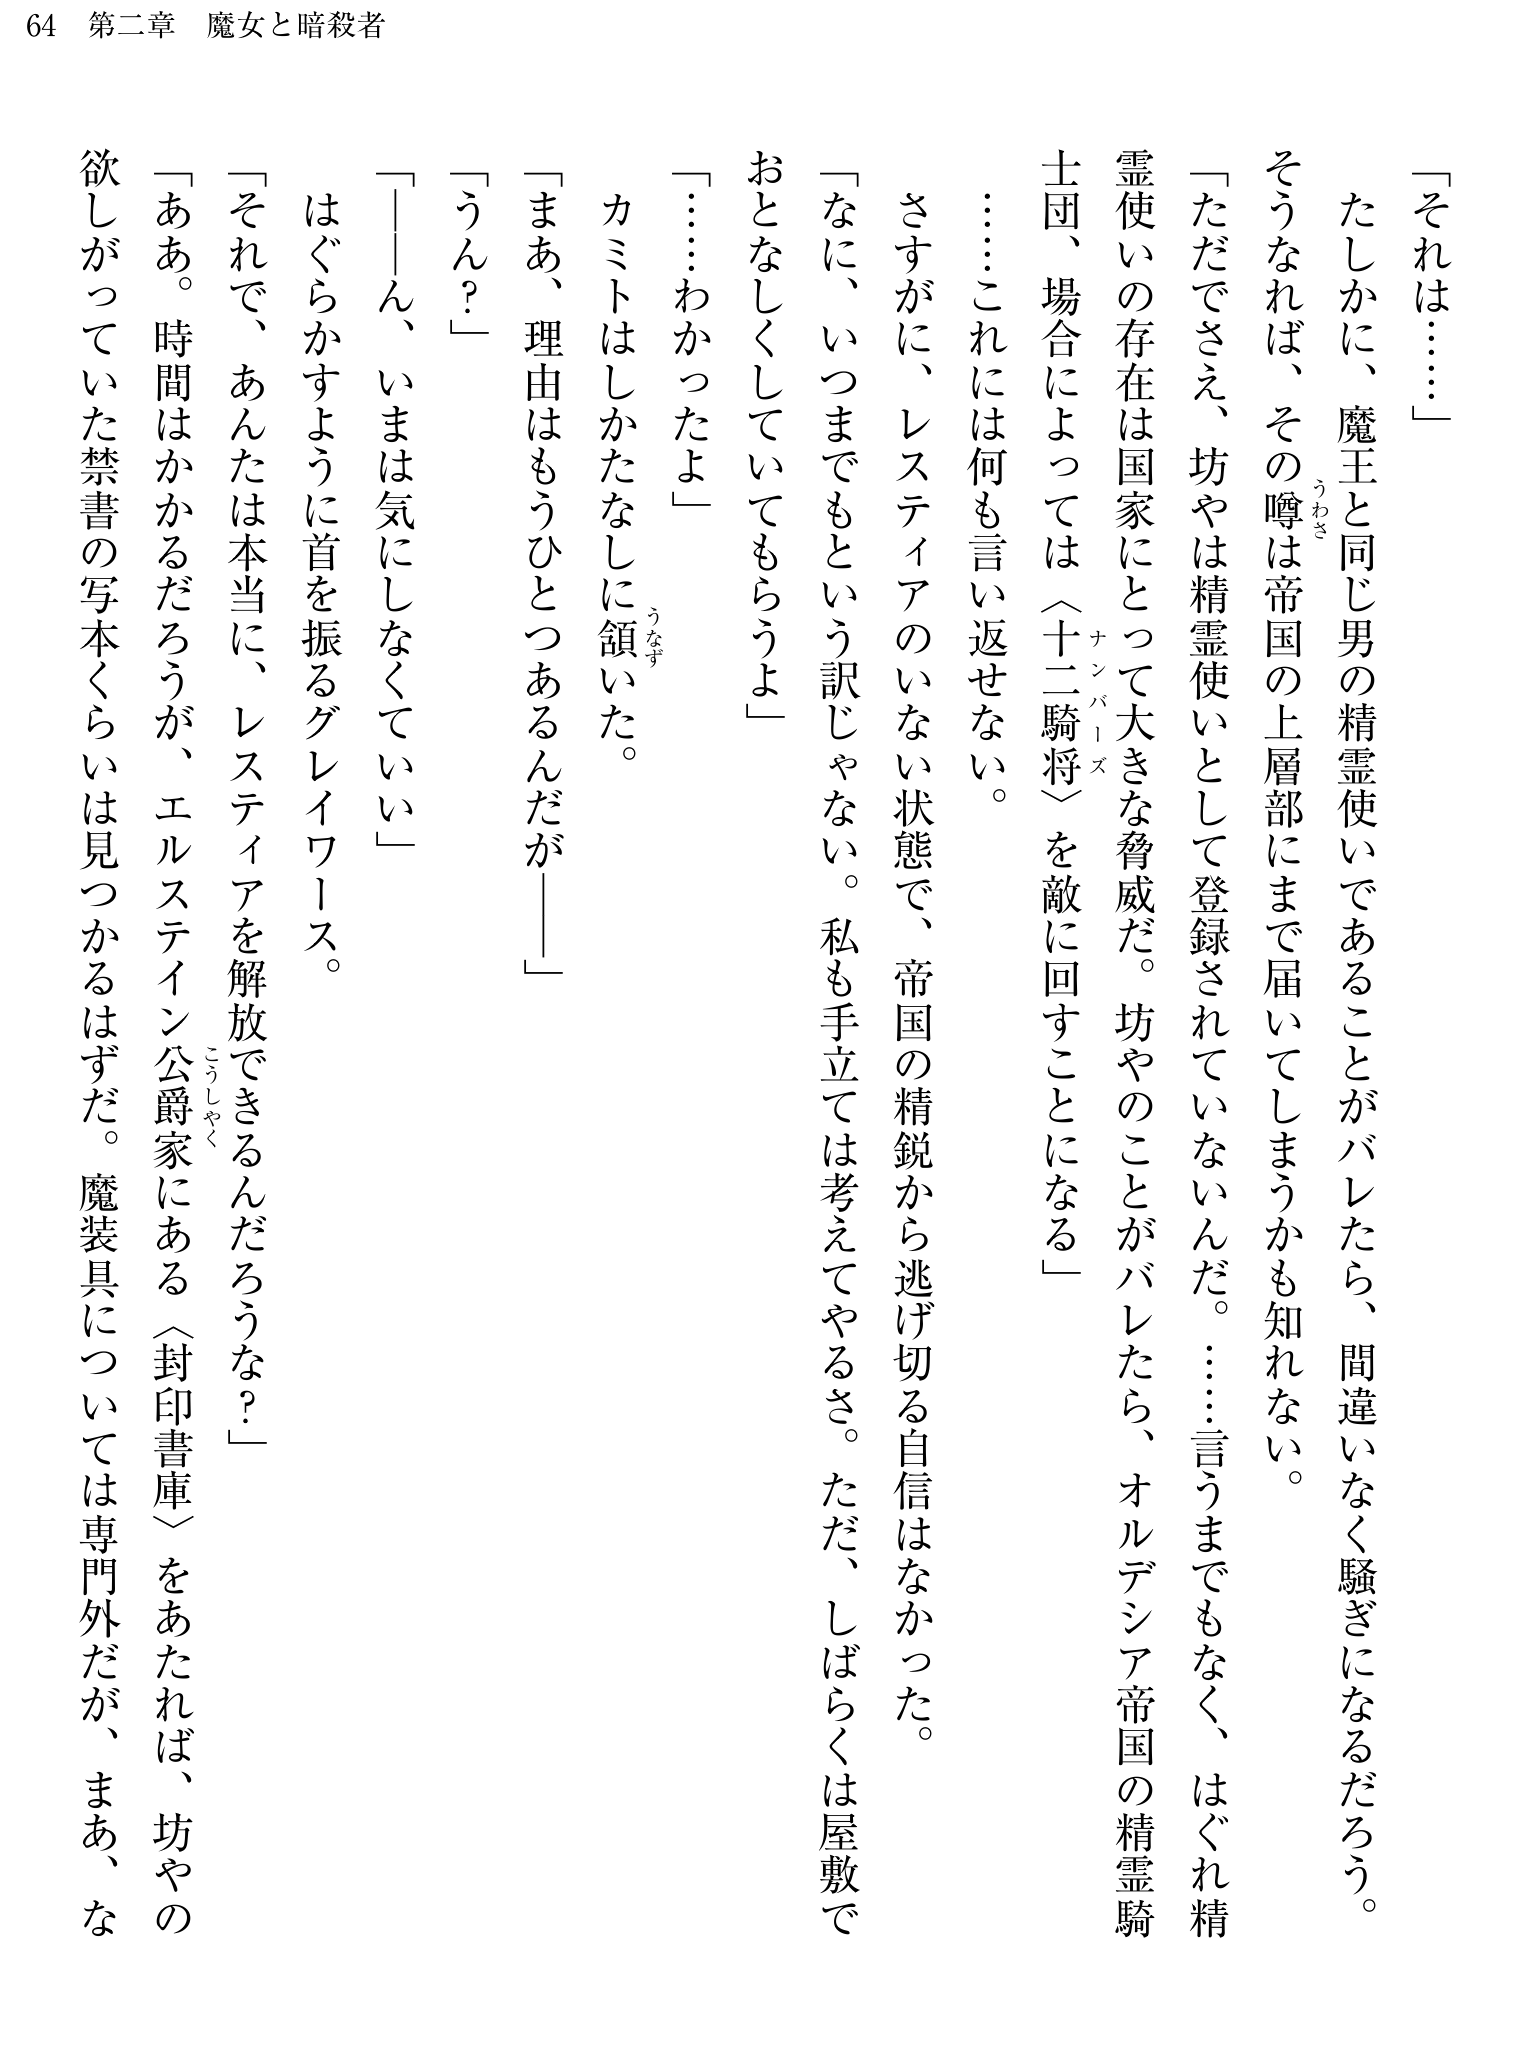 64　第二章　魔女と暗殺者
「それは……」
　たしかに、魔王と同じ男の精霊使いであることがバレたら、間違いなく騒ぎになるだろう。
そうなれば、その噂は帝国の上層部にまで届いてしまうかも知れない。
「ただでさえ、坊やは精霊使いとして登録されていないんだ。……言うまでもなく、はぐれ精
霊使いの存在は国家にとって大きな脅威だ。坊やのことがバレたら、オルデシア帝国の精霊騎
士団、場合によっては〈十二騎将〉を敵に回すことになる」
　……これには何も言い返せない。
　さすがに、レスティアのいない状態で、帝国の精鋭から逃げ切る自信はなかった。
「なに、いつまでもという訳じゃない。私も手立ては考えてやるさ。ただ、しばらくは屋敷で
おとなしくしていてもらうよ」
「……わかったよ」
　カミトはしかたなしに頷いた。
「まあ、理由はもうひとつあるんだが――」
「うん？」
「――ん、いまは気にしなくていい」
　はぐらかすように首を振るグレイワース。
「それで、あんたは本当に、レスティアを解放できるんだろうな？」
「ああ。時間はかかるだろうが、エルステイン公爵家にある〈封印書庫〉をあたれば、坊やの
欲しがっていた禁書の写本くらいは見つかるはずだ。魔装具については専門外だが、まあ、な
うわさ
ナンバーズ
うなず
こうしゃく